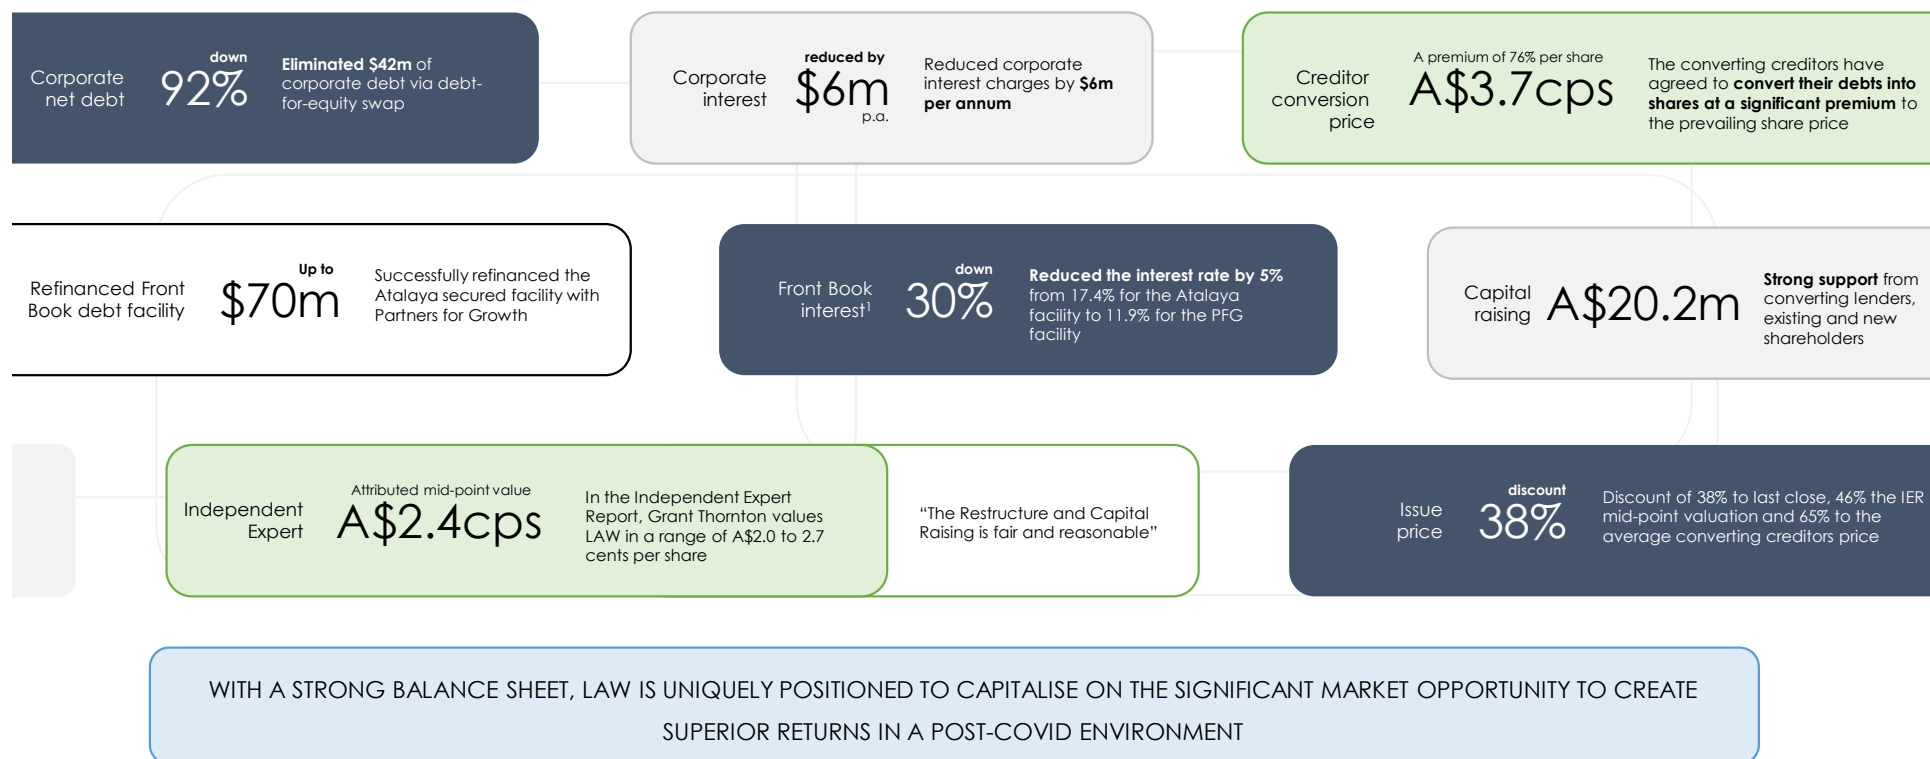 Corporate
net debt
down
92%
Eliminated $42m of
corporate debt via debt-
for-equity swap
Corporate
interest
reduced by
$6m
p.a.
Reduced corporate
interest charges by $6m
per annum
Creditor
conversion
price
A premium of 76% per share
A$3.7cps
The converting creditors have
agreed to convert their debts into
shares at a significant premium to
the prevailing share price
Refinanced Front
Book debt facility
Up to
$70m
Successfully refinanced the
Atalaya secured facility with
Partners for Growth
Front Book
interest¹
down
30%
Reduced the interest rate by 5%
from 17.4% for the Atalaya
facility to 11.9% for the PFG
facility
Capital
raising
A$20.2m
Strong support from
converting lenders,
existing and new
shareholders
Independent
Expert
Attributed mid-point value
A$2.4cps
In the Independent Expert
Report, Grant Thornton values
LAW in a range of A$2.0 to 2.7
cents per share
“The Restructure and Capital
Raising is fair and reasonable”
Issue
price
discount
38%
Discount of 38% to last close, 46% the IER
mid-point valuation and 65% to the
average converting creditors price
WITH A STRONG BALANCE SHEET, LAW IS UNIQUELY POSITIONED TO CAPITALISE ON THE SIGNIFICANT MARKET OPPORTUNITY TO CREATE
SUPERIOR RETURNS IN A POST-COVID ENVIRONMENT